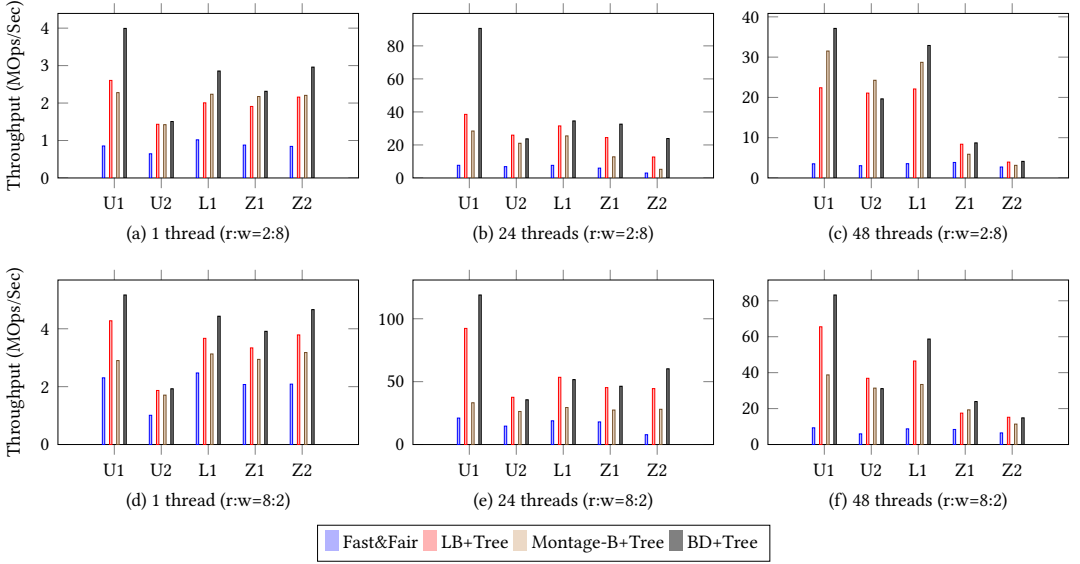 Throughput (MOps/Sec)
0
1
2
3
4
U1 U2 L1 Z1 Z2
(a) 1 thread (r:w=2:8)
0
20
40
60
80
U1 U2 L1 Z1 Z2
(b) 24 threads (r:w=2:8)
0
10
20
30
40
U1 U2 L1 Z1 Z2
(c) 48 threads (r:w=2:8)
Throughput (MOps/Sec)
0
2
4
U1 U2 L1 Z1 Z2
(d) 1 thread (r:w=8:2)
0
50
100
U1 U2 L1 Z1 Z2
(e) 24 threads (r:w=8:2)
0
20
40
60
80
U1 U2 L1 Z1 Z2
(f) 48 threads (r:w=8:2)
Fast&Fair LB+Tree Montage-B+Tree BD+Tree